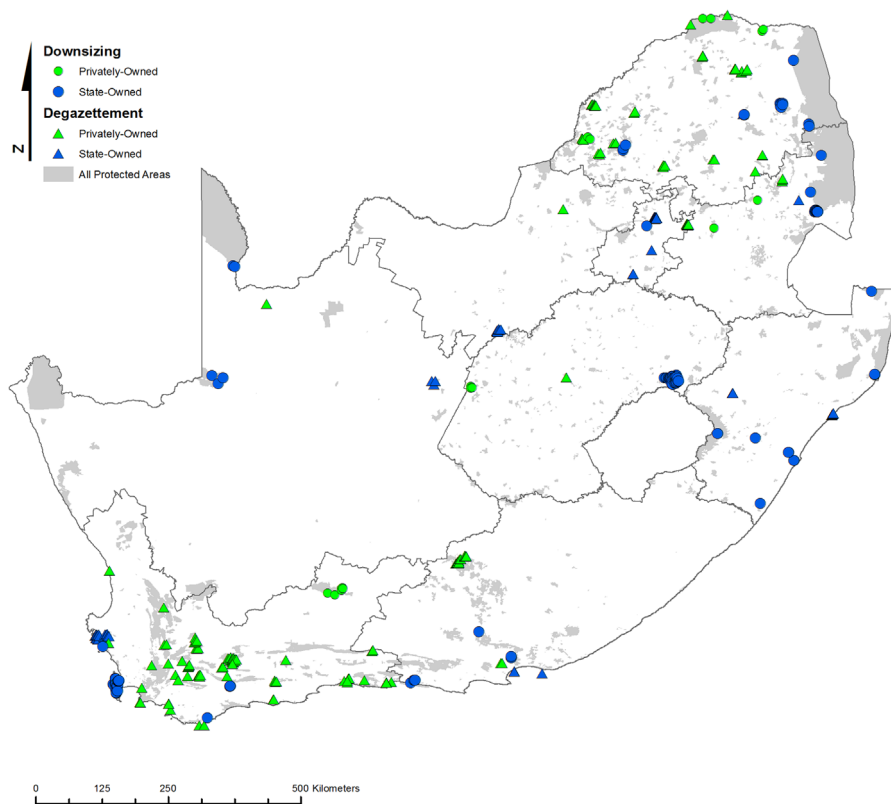 Downsizing
Privately-Owned
State-Owned
Degazettement
Privately-Owned
State-Owned
All Protected Areas
N
0 125 250 500 Kilometers